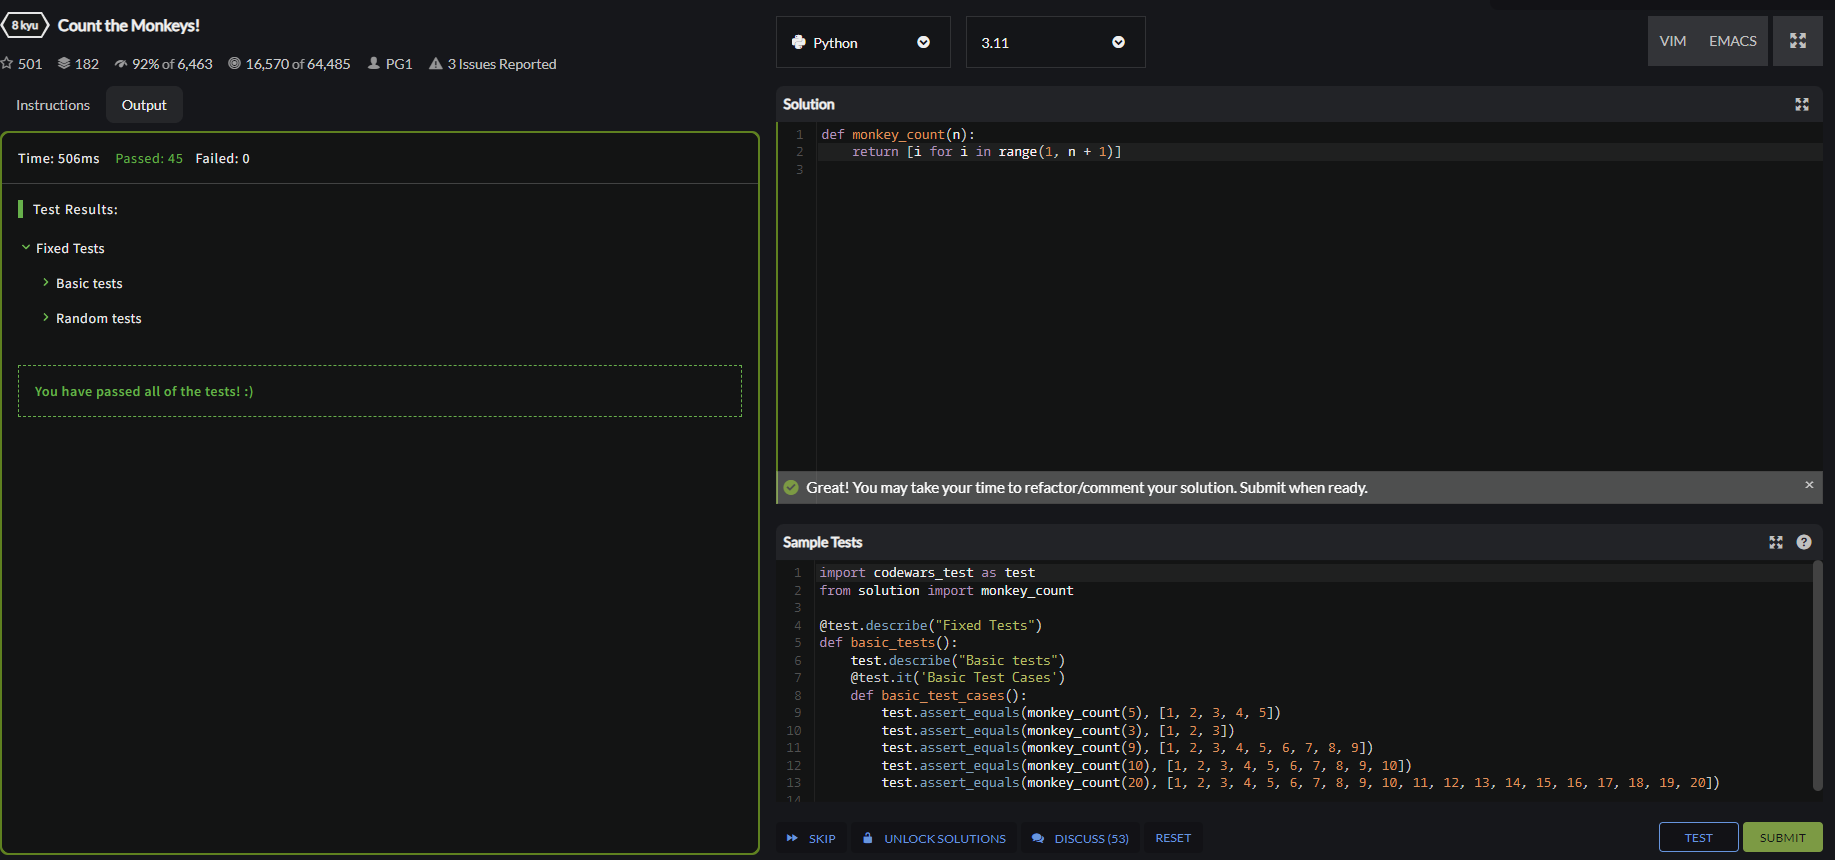 8 kyu Count the Monkeys!
501 182 92% of 6,463 16,570 of 64,485 PG1 3 Issues Reported
Instructions Output
Time: 506ms Passed: 45 Failed: 0
Test Results:
Fixed Tests
Basic tests
Random tests
You have passed all of the tests! :)
Python 3.11 VIM EMACS
Solution
1 def monkey_count(n):
2     return [i for i in range(1, n + 1)]
3
Great! You may take your time to refactor/comment your solution. Submit when ready. ×
Sample Tests ?
1 import codewars_test as test
2 from solution import monkey_count
3
4 @test.describe("Fixed Tests")
5 def basic_tests():
6     test.describe("Basic tests")
7     @test.it('Basic Test Cases')
8     def basic_test_cases():
9         test.assert_equals(monkey_count(5), [1, 2, 3, 4, 5])
10         test.assert_equals(monkey_count(3), [1, 2, 3])
11         test.assert_equals(monkey_count(9), [1, 2, 3, 4, 5, 6, 7, 8, 9])
12         test.assert_equals(monkey_count(10), [1, 2, 3, 4, 5, 6, 7, 8, 9, 10])
13         test.assert_equals(monkey_count(20), [1, 2, 3, 4, 5, 6, 7, 8, 9, 10, 11, 12, 13, 14, 15, 16, 17, 18, 19, 20])
14
SKIP UNLOCK SOLUTIONS DISCUSS (53) RESET TEST SUBMIT